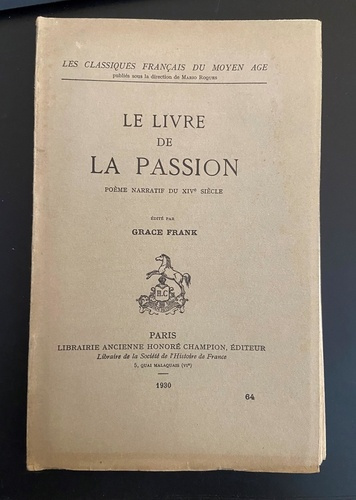 LES CLASSIQUES FRANÇAIS DU MOYEN AGE
publiés sous la direction de MARIO ROQUES
LE LIVRE
DE
LA PASSION
POÈME NARRATIF DU XIVe SIÈCLE
ÉDITÉ PAR
GRACE FRANK
H.C
PARIS
LIBRAIRIE ANCIENNE HONORÉ CHAMPION, ÉDITEUR
Libraire de la Société de l'Histoire de France
5, QUAI MALAQUAIS (VIe)
1930
64